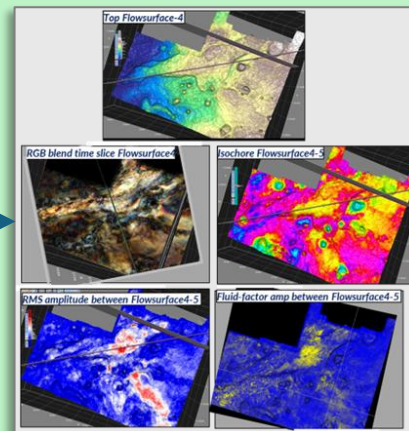 Top Flowsurface-4
RGB blend time slice Flowsurface4
Isochore Flowsurface4-5
RMS amplitude between Flowsurface4-5
Fluid-factor amp between Flowsurface4-5